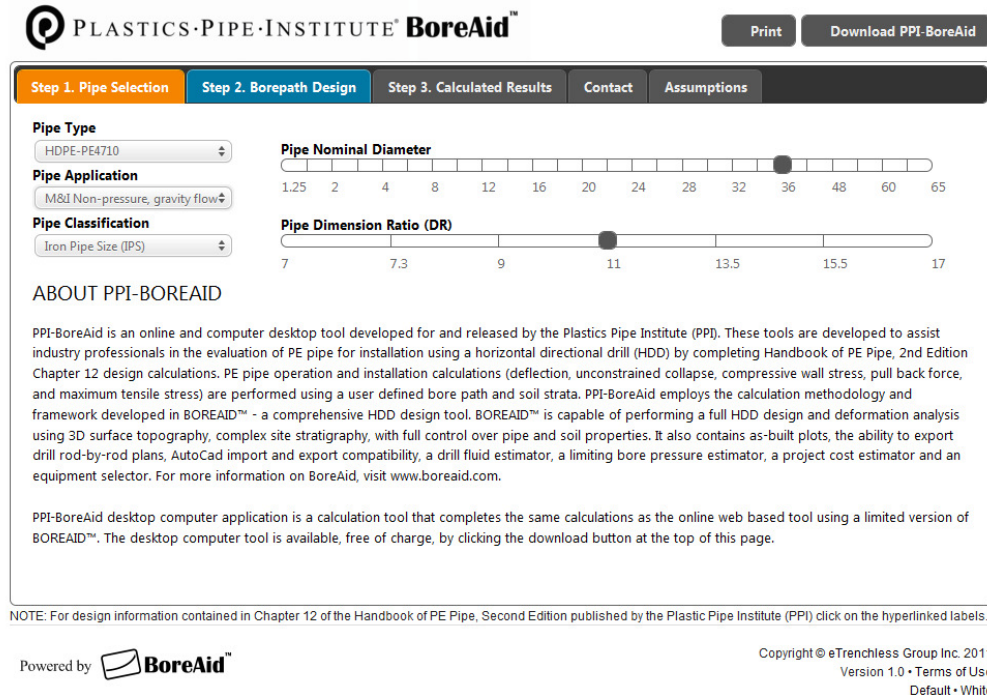 PLASTICS·PIPE·INSTITUTE® BoreAid™
Print
Download PPI-BoreAid
Step 1. Pipe Selection
Step 2. Borepath Design
Step 3. Calculated Results
Contact
Assumptions
Pipe Type
HDPE-PE4710
Pipe Application
M&I Non-pressure, gravity flow
Pipe Classification
Iron Pipe Size (IPS)
Pipe Nominal Diameter
1.25 2 4 8 12 16 20 24 28 32 36 48 60 65
Pipe Dimension Ratio (DR)
7 7.3 9 11 13.5 15.5 17
ABOUT PPI-BOREAID
PPI-BoreAid is an online and computer desktop tool developed for and released by the Plastics Pipe Institute (PPI). These tools are developed to assist
industry professionals in the evaluation of PE pipe for installation using a horizontal directional drill (HDD) by completing Handbook of PE Pipe, 2nd Edition
Chapter 12 design calculations. PE pipe operation and installation calculations (deflection, unconstrained collapse, compressive wall stress, pull back force,
and maximum tensile stress) are performed using a user defined bore path and soil strata. PPI-BoreAid employs the calculation methodology and
framework developed in BOREAID™ - a comprehensive HDD design tool. BOREAID™ is capable of performing a full HDD design and deformation analysis
using 3D surface topography, complex site stratigraphy, with full control over pipe and soil properties. It also contains as-built plots, the ability to export
drill rod-by-rod plans, AutoCad import and export compatibility, a drill fluid estimator, a limiting bore pressure estimator, a project cost estimator and an
equipment selector. For more information on BoreAid, visit www.boreaid.com.
PPI-BoreAid desktop computer application is a calculation tool that completes the same calculations as the online web based tool using a limited version of
BOREAID™. The desktop computer tool is available, free of charge, by clicking the download button at the top of this page.
NOTE: For design information contained in Chapter 12 of the Handbook of PE Pipe, Second Edition published by the Plastic Pipe Institute (PPI) click on the hyperlinked labels.
Powered by BoreAid™
Copyright © eTrenchless Group Inc. 201
Version 1.0 • Terms of Use
Default • White